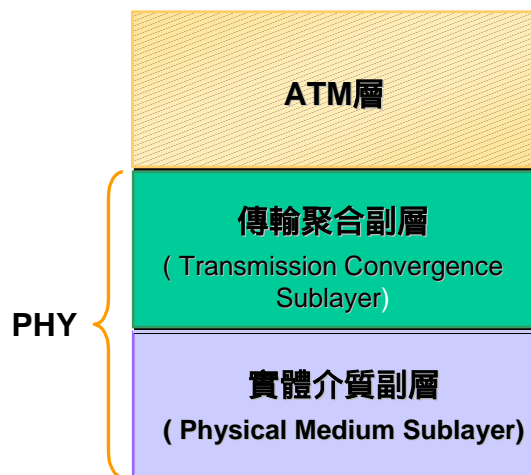 ATM層
傳輸聚合副層
( Transmission Convergence
Sublayer)
PHY
實體介質副層
( Physical Medium Sublayer)